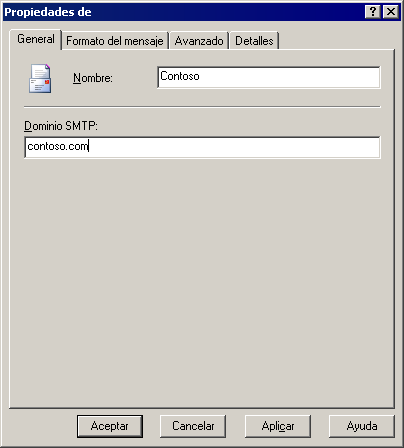 Propiedades de
General Formato del mensaje Avanzado Detalles
Nombre: Contoso
Dominio SMTP:
contoso.com
Aceptar Cancelar Aplicar Ayuda